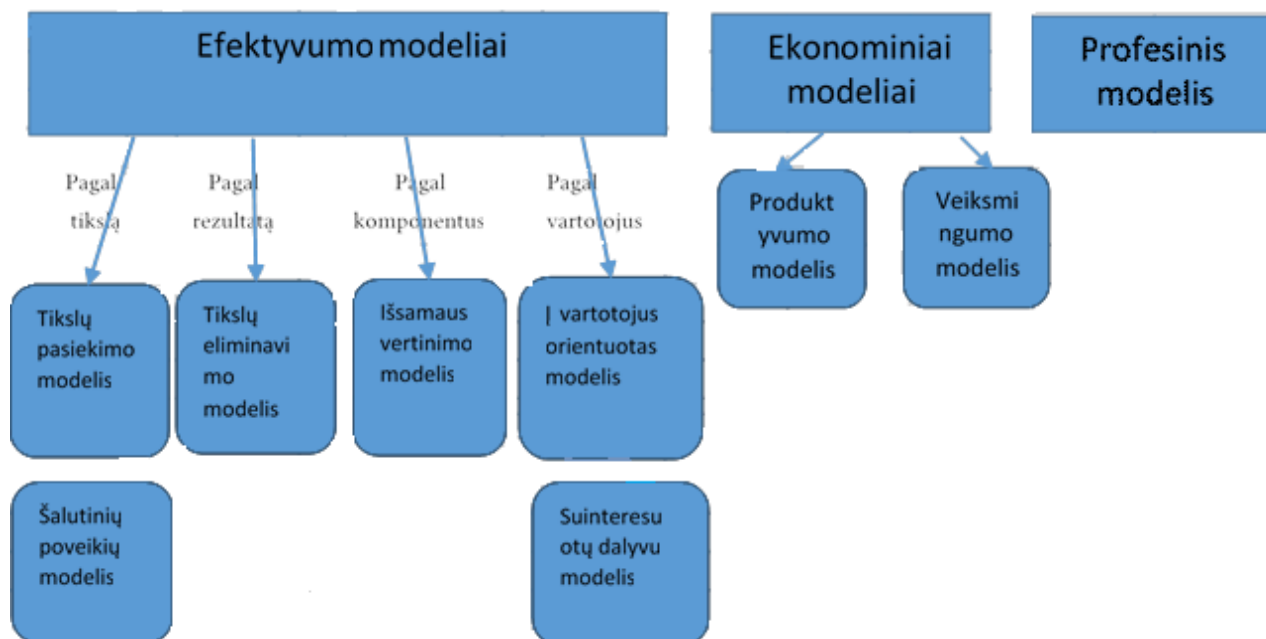 Efektyvumo modeliai
Ekonominiai
modeliai
Profesinis
modelis
Pagal
tikslą
Pagal
rezultatą
Pagal
komponentus
Pagal
vartotojus
Produkt
yvumo
modelis
Veiksmi
ngumo
modelis
Tikslų
pasiekimo
modelis
Tikslų
eliminavi
mo
modelis
Išsamaus
vertinimo
modelis
Į vartotojus
orientuotas
modelis
Šalutinių
poveikių
modelis
Suinteresu
otų dalyvu
modelis